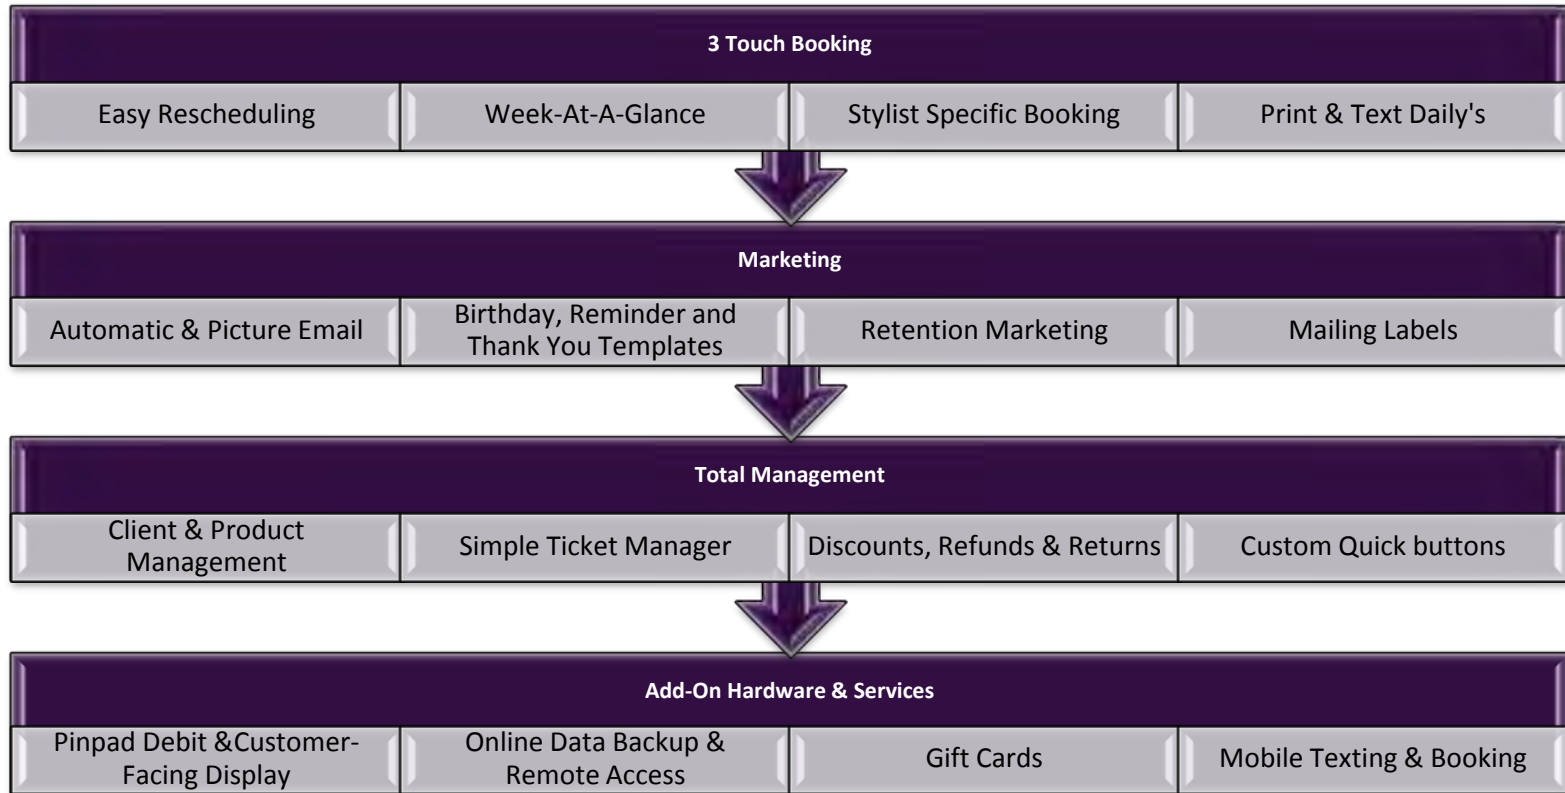 3 Touch Booking
Easy Rescheduling
Week-At-A-Glance
Stylist Specific Booking
Print & Text Daily's
Marketing
Automatic & Picture Email
Birthday, Reminder and
Thank You Templates
Retention Marketing
Mailing Labels
Total Management
Client & Product
Management
Simple Ticket Manager
Discounts, Refunds & Returns
Custom Quick buttons
Add-On Hardware & Services
Pinpad Debit &Customer-
Facing Display
Online Data Backup &
Remote Access
Gift Cards
Mobile Texting & Booking